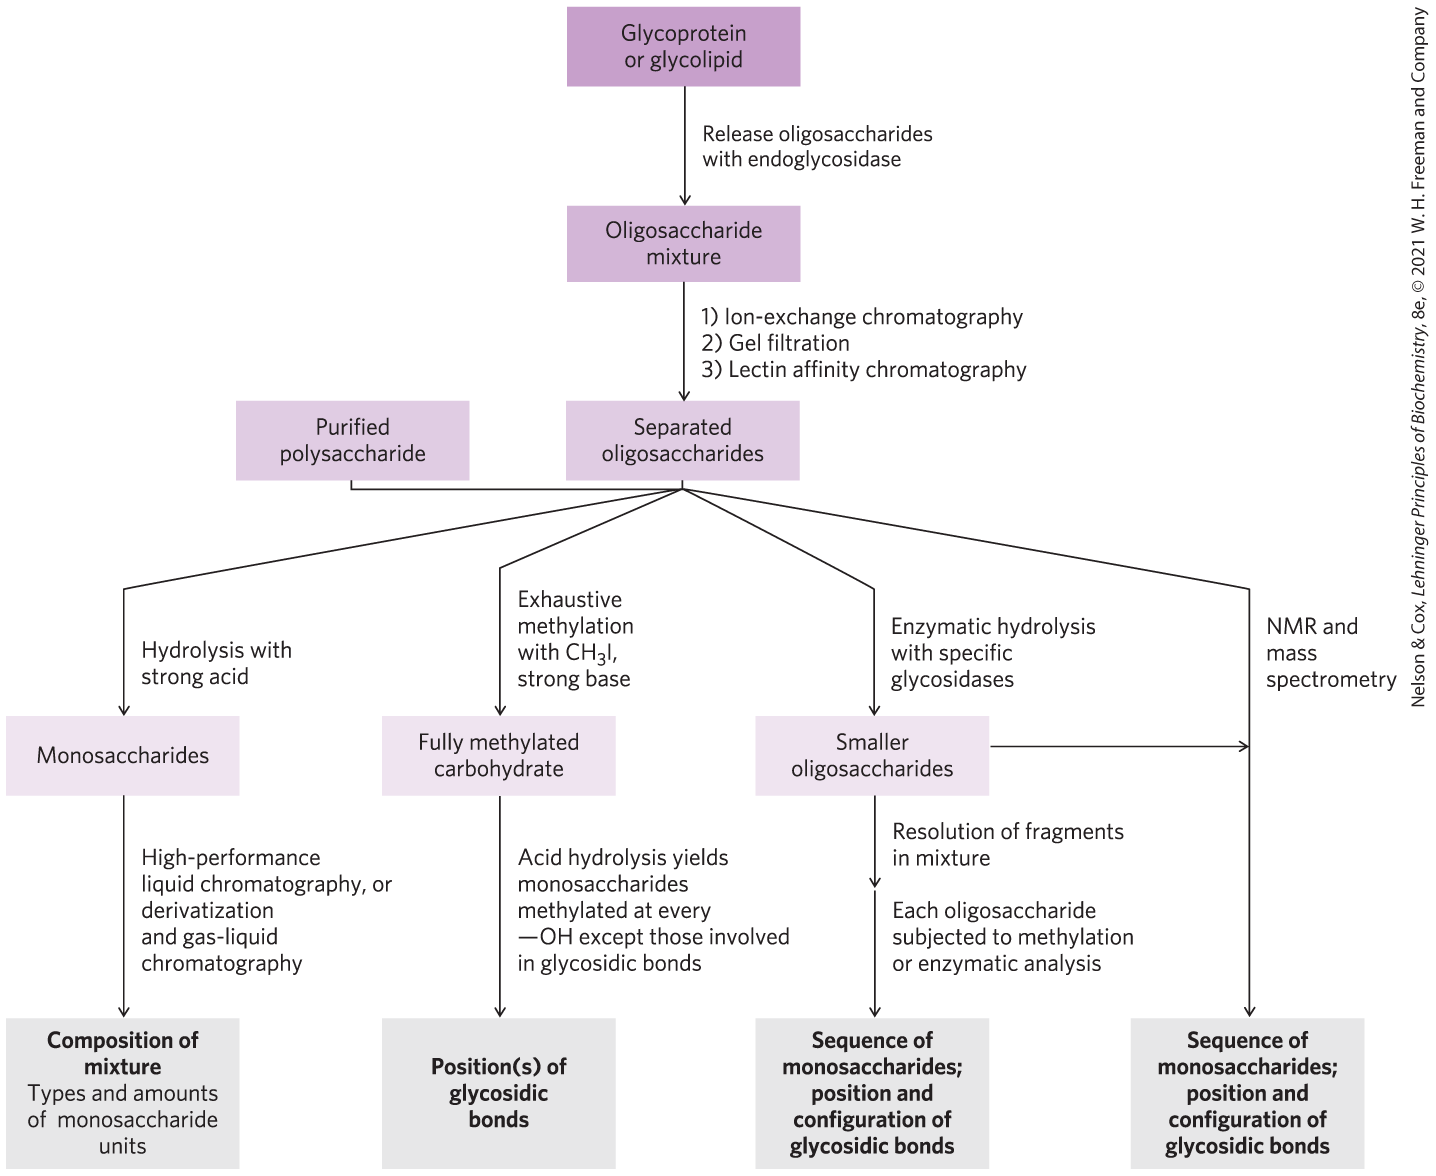 Glycoprotein
or glycolipid
Release oligosaccharides
with endoglycosidase
Oligosaccharide
mixture
1) Ion-exchange chromatography
2) Gel filtration
3) Lectin affinity chromatography
Purified
polysaccharide
Separated
oligosaccharides
Hydrolysis with
strong acid
Exhaustive
methylation
with CH3I,
strong base
Enzymatic hydrolysis
with specific
glycosidases
NMR and
mass
spectrometry
Monosaccharides
Fully methylated
carbohydrate
Smaller
oligosaccharides
High-performance
liquid chromatography, or
derivatization
and gas-liquid
chromatography
Acid hydrolysis yields
monosaccharides
methylated at every
—OH except those involved
in glycosidic bonds
Resolution of fragments
in mixture
Each oligosaccharide
subjected to methylation
or enzymatic analysis
Composition of
mixture
Types and amounts
of monosaccharide
units
Position(s) of
glycosidic
bonds
Sequence of
monosaccharides;
position and
configuration of
glycosidic bonds
Sequence of
monosaccharides;
position and
configuration of
glycosidic bonds
Nelson & Cox, Lehninger Principles of Biochemistry, 8e, © 2021 W. H. Freeman and Company